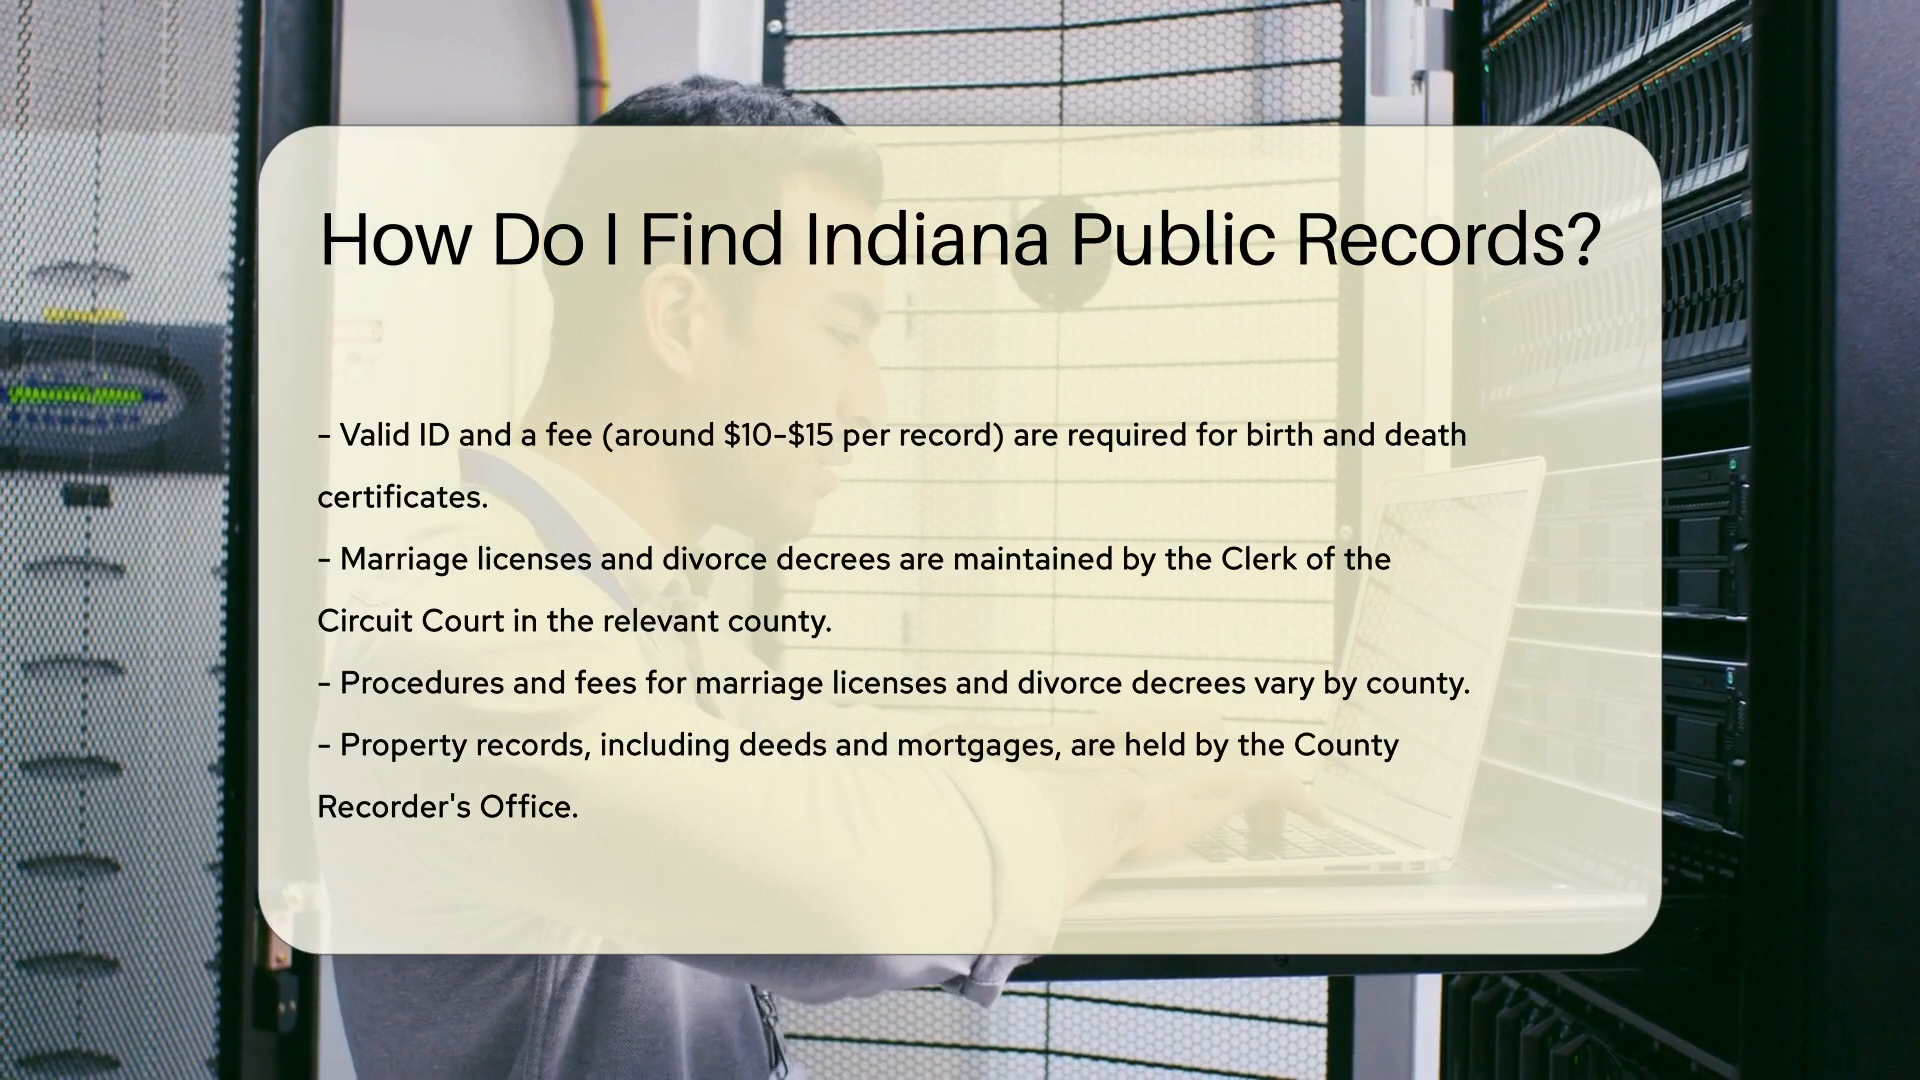 How Do I Find Indiana Public Records?
- Valid ID and a fee (around $10-$15 per record) are required for birth and death
certificates.
- Marriage licenses and divorce decrees are maintained by the Clerk of the
Circuit Court in the relevant county.
- Procedures and fees for marriage licenses and divorce decrees vary by county.
- Property records, including deeds and mortgages, are held by the County
Recorder's Office.